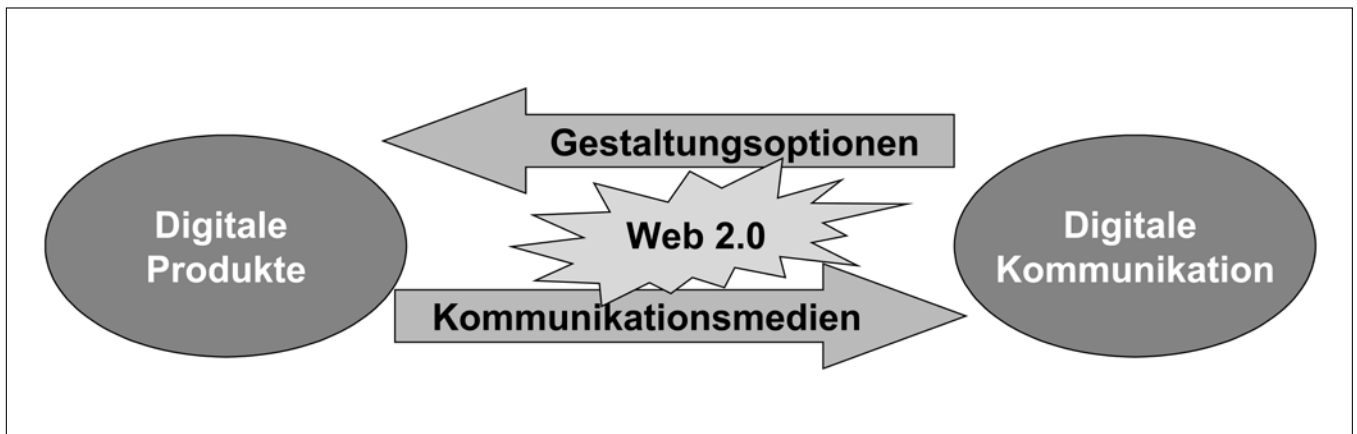 Gestaltungsoptionen
Digitale
Produkte
Web 2.0
Digitale
Kommunikation
Kommunikationsmedien